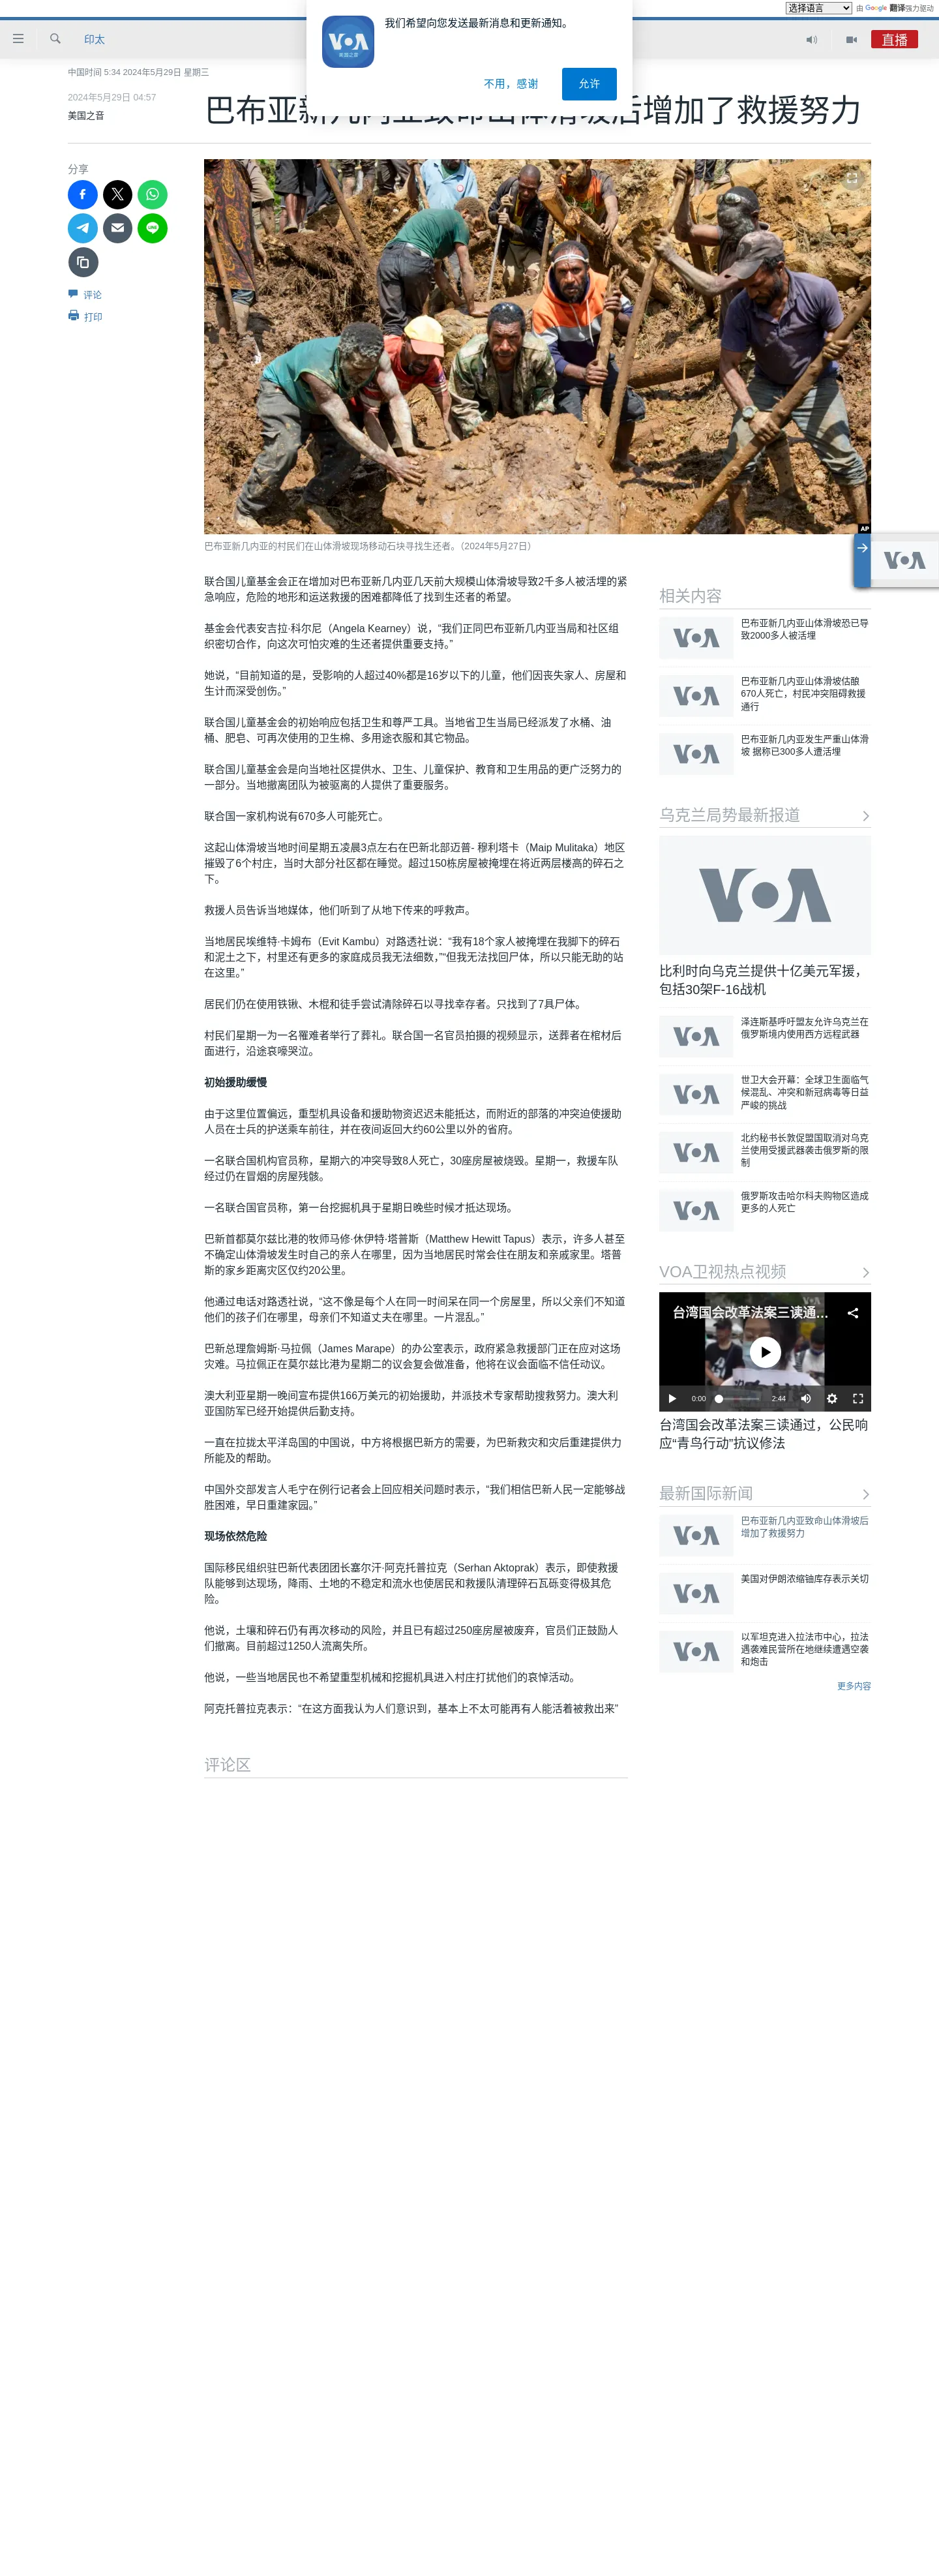 选择语言 由 Google 翻译强力驱动
我们希望向您发送最新消息和更新通知。
VOA
美国之音
不用，感谢
允许
印太
直播
中国时间 5:34 2024年5月29日 星期三
2024年5月29日 04:57
美国之音
巴布亚新几内亚致命山体滑坡后增加了救援努力
分享
LINE
评论
打印
AP
巴布亚新几内亚的村民们在山体滑坡现场移动石块寻找生还者。（2024年5月27日）
VOA
联合国儿童基金会正在增加对巴布亚新几内亚几天前大规模山体滑坡导致2千多人被活埋的紧
急响应，危险的地形和运送救援的困难都降低了找到生还者的希望。
基金会代表安吉拉·科尔尼（Angela Kearney）说，“我们正同巴布亚新几内亚当局和社区组
织密切合作，向这次可怕灾难的生还者提供重要支持。”
她说，“目前知道的是，受影响的人超过40%都是16岁以下的儿童，他们因丧失家人、房屋和
生计而深受创伤。”
联合国儿童基金会的初始响应包括卫生和尊严工具。当地省卫生当局已经派发了水桶、油
桶、肥皂、可再次使用的卫生棉、多用途衣服和其它物品。
联合国儿童基金会是向当地社区提供水、卫生、儿童保护、教育和卫生用品的更广泛努力的
一部分。当地撤离团队为被驱离的人提供了重要服务。
联合国一家机构说有670多人可能死亡。
这起山体滑坡当地时间星期五凌晨3点左右在巴新北部迈普- 穆利塔卡（Maip Mulitaka）地区
摧毁了6个村庄，当时大部分社区都在睡觉。超过150栋房屋被掩埋在将近两层楼高的碎石之
下。
救援人员告诉当地媒体，他们听到了从地下传来的呼救声。
当地居民埃维特·卡姆布（Evit Kambu）对路透社说：“我有18个家人被掩埋在我脚下的碎石
和泥土之下，村里还有更多的家庭成员我无法细数，”“但我无法找回尸体，所以只能无助的站
在这里。”
居民们仍在使用铁锹、木棍和徒手尝试清除碎石以寻找幸存者。只找到了7具尸体。
村民们星期一为一名罹难者举行了葬礼。联合国一名官员拍摄的视频显示，送葬者在棺材后
面进行，沿途哀嚎哭泣。
初始援助缓慢
由于这里位置偏远，重型机具设备和援助物资迟迟未能抵达，而附近的部落的冲突迫使援助
人员在士兵的护送乘车前往，并在夜间返回大约60公里以外的省府。
一名联合国机构官员称，星期六的冲突导致8人死亡，30座房屋被烧毁。星期一，救援车队
经过仍在冒烟的房屋残骸。
一名联合国官员称，第一台挖掘机具于星期日晚些时候才抵达现场。
巴新首都莫尔兹比港的牧师马修·休伊特·塔普斯（Matthew Hewitt Tapus）表示，许多人甚至
不确定山体滑坡发生时自己的亲人在哪里，因为当地居民时常会住在朋友和亲戚家里。塔普
斯的家乡距离灾区仅约20公里。
他通过电话对路透社说，“这不像是每个人在同一时间呆在同一个房屋里，所以父亲们不知道
他们的孩子们在哪里，母亲们不知道丈夫在哪里。一片混乱。”
巴新总理詹姆斯·马拉佩（James Marape）的办公室表示，政府紧急救援部门正在应对这场
灾难。马拉佩正在莫尔兹比港为星期二的议会复会做准备，他将在议会面临不信任动议。
澳大利亚星期一晚间宣布提供166万美元的初始援助，并派技术专家帮助搜救努力。澳大利
亚国防军已经开始提供后勤支持。
一直在拉拢太平洋岛国的中国说，中方将根据巴新方的需要，为巴新救灾和灾后重建提供力
所能及的帮助。
中国外交部发言人毛宁在例行记者会上回应相关问题时表示，“我们相信巴新人民一定能够战
胜困难，早日重建家园。”
现场依然危险
国际移民组织驻巴新代表团团长塞尔汗·阿克托普拉克（Serhan Aktoprak）表示，即使救援
队能够到达现场，降雨、土地的不稳定和流水也使居民和救援队清理碎石瓦砾变得极其危
险。
他说，土壤和碎石仍有再次移动的风险，并且已有超过250座房屋被废弃，官员们正鼓励人
们撤离。目前超过1250人流离失所。
他说，一些当地居民也不希望重型机械和挖掘机具进入村庄打扰他们的哀悼活动。
阿克托普拉克表示：“在这方面我认为人们意识到，基本上不太可能再有人能活着被救出来”
评论区
相关内容
VOA
巴布亚新几内亚山体滑坡恐已导
致2000多人被活埋
VOA
巴布亚新几内亚山体滑坡估酿
670人死亡，村民冲突阻碍救援
通行
VOA
巴布亚新几内亚发生严重山体滑
坡 据称已300多人遭活埋
乌克兰局势最新报道
VOA
比利时向乌克兰提供十亿美元军援，
包括30架F-16战机
VOA
泽连斯基呼吁盟友允许乌克兰在
俄罗斯境内使用西方远程武器
VOA
世卫大会开幕：全球卫生面临气
候混乱、冲突和新冠病毒等日益
严峻的挑战
VOA
北约秘书长敦促盟国取消对乌克
兰使用受援武器袭击俄罗斯的限
制
VOA
俄罗斯攻击哈尔科夫购物区造成
更多的人死亡
VOA卫视热点视频
台湾国会改革法案三读通...
VOA
0:00
2:44
台湾国会改革法案三读通过，公民响
应“青鸟行动”抗议修法
最新国际新闻
VOA
巴布亚新几内亚致命山体滑坡后
增加了救援努力
VOA
美国对伊朗浓缩铀库存表示关切
VOA
以军坦克进入拉法市中心，拉法
遇袭难民营所在地继续遭遇空袭
和炮击
更多内容